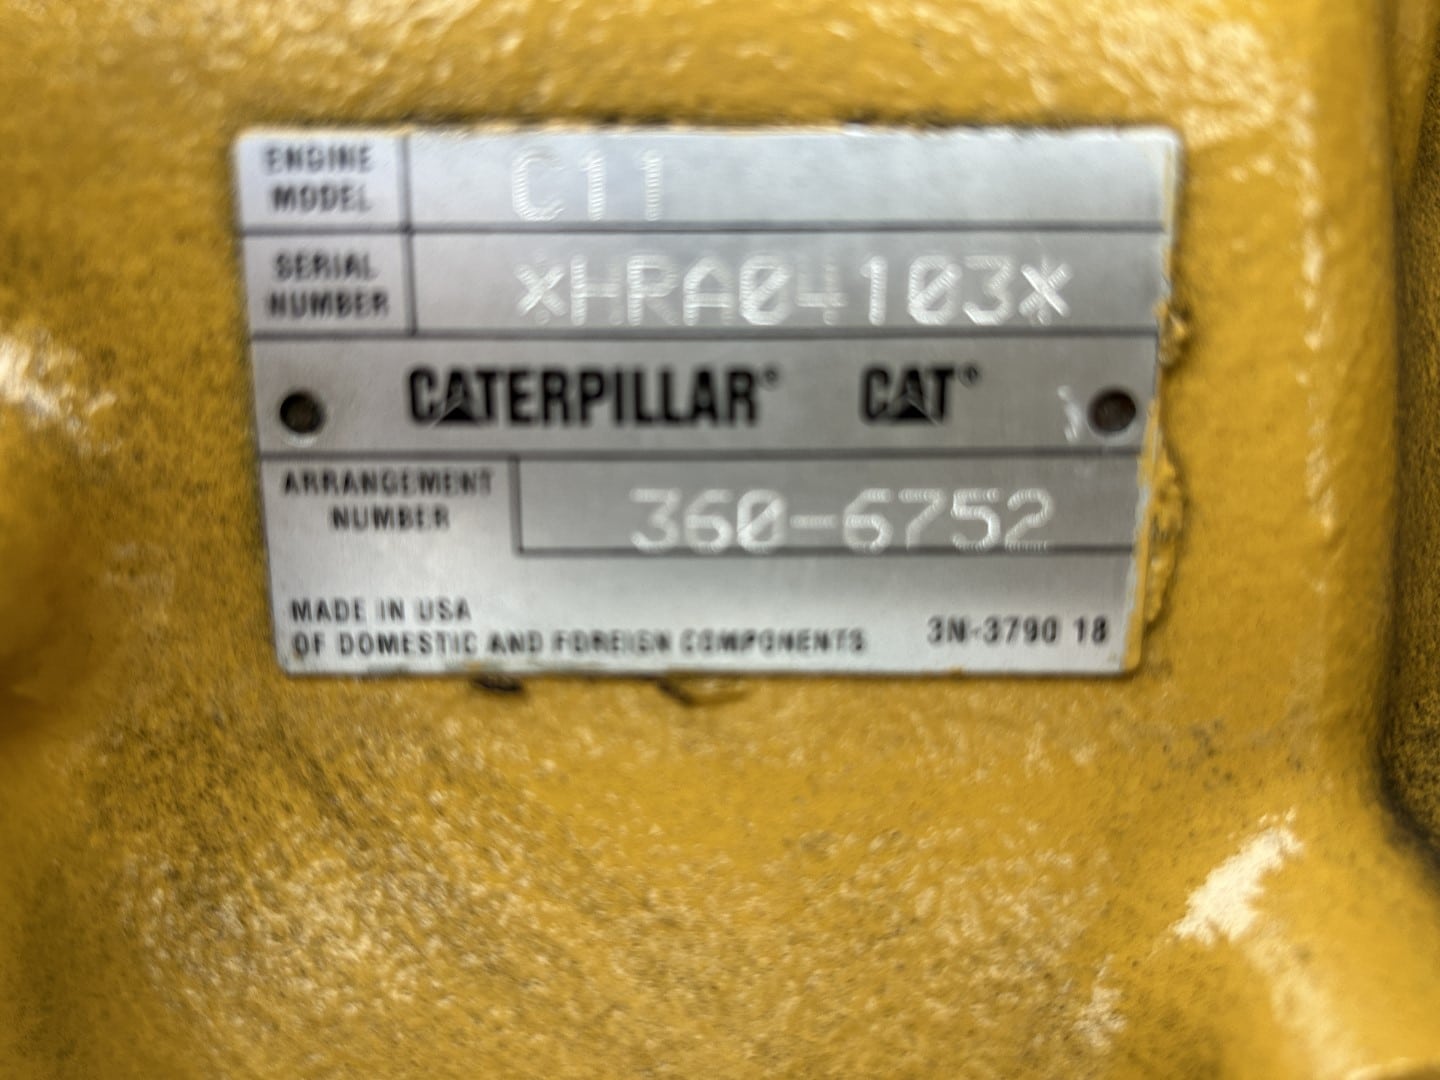 ENGINE MODEL C11
SERIAL NUMBER *HRA04103*
CATERPILLAR® CAT®
ARRANGEMENT NUMBER 360-6752
MADE IN USA
OF DOMESTIC AND FOREIGN COMPONENTS 3N-3790 18